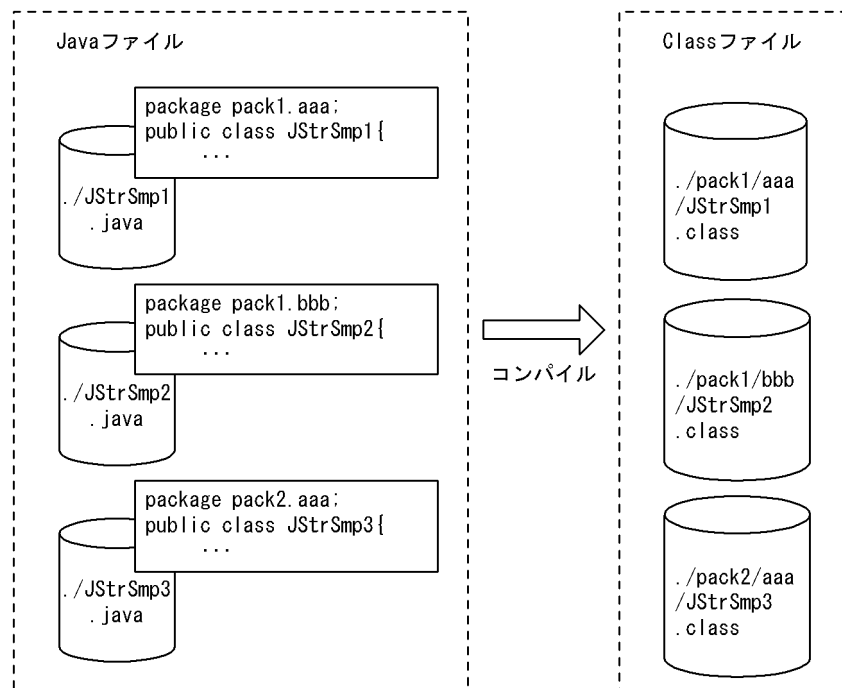 Javaファイル
package pack1.aaa;
public class JStrSmp1{
...
./JStrSmp1
.java
package pack1.bbb;
public class JStrSmp2{
...
./JStrSmp2
.java
package pack2.aaa;
public class JStrSmp3{
...
./JStrSmp3
.java
コンパイル
Classファイル
./pack1/aaa
/JStrSmp1
.class
./pack1/bbb
/JStrSmp2
.class
./pack2/aaa
/JStrSmp3
.class